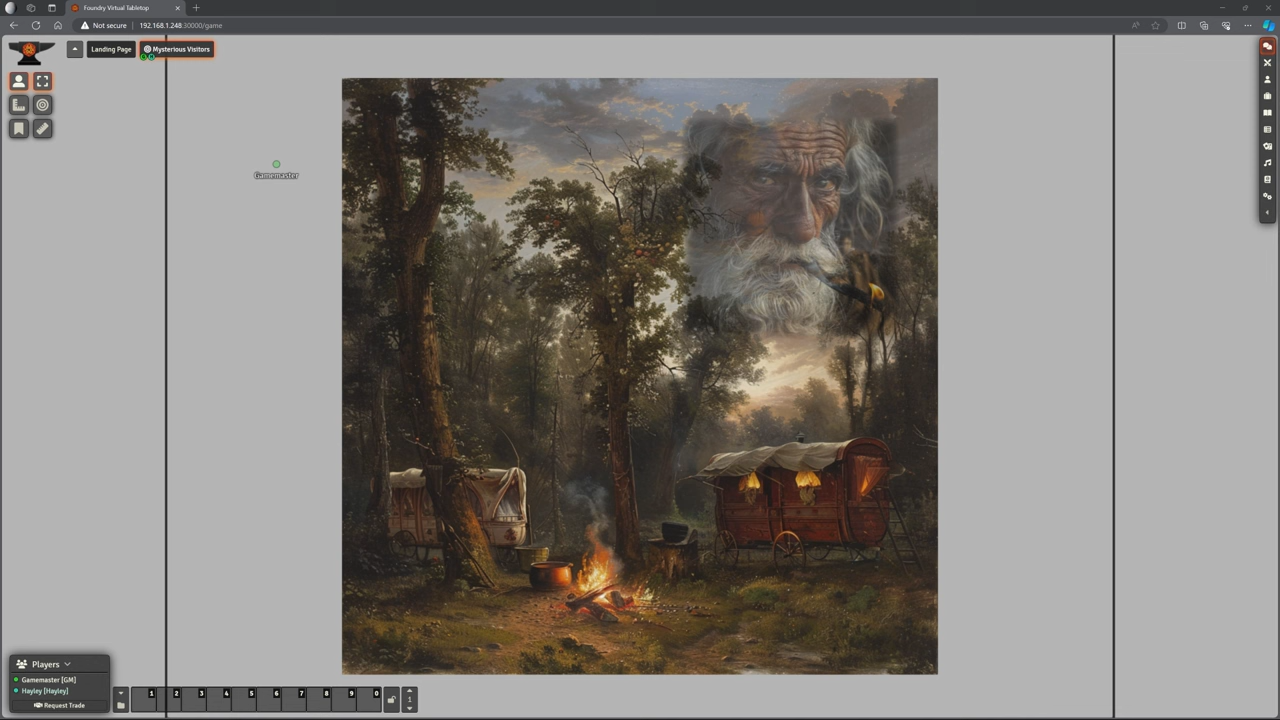 Foundry Virtual Tabletop
Not secure
192.168.1.248:30000/game
Landing Page
Mysterious Visitors
Gamemaster
Players
Gamemaster [GM]
Hayley [Hayley]
Request Trade
1 2 3 4 5 6 7 8 9 0
1